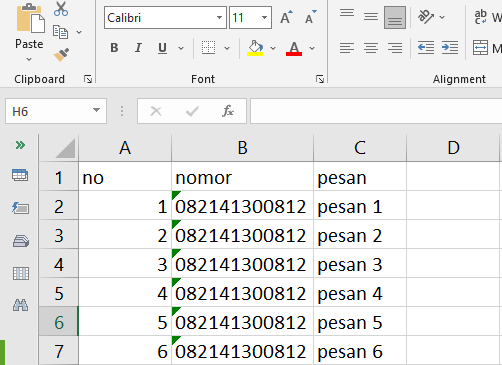 Calibri 11 A A ab W
Paste B I U A M
Clipboard Font Alignment
H6 fx
A B C D
1 no nomor pesan
2 1 082141300812 pesan 1
3 2 082141300812 pesan 2
4 3 082141300812 pesan 3
5 4 082141300812 pesan 4
6 5 082141300812 pesan 5
7 6 082141300812 pesan 6